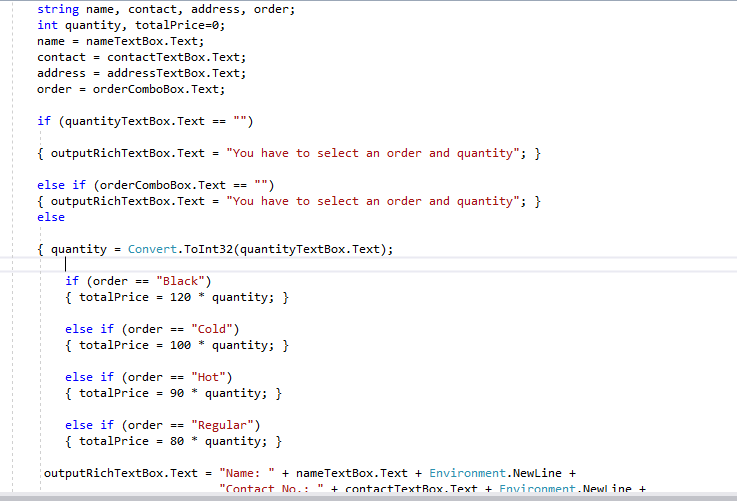 string name, contact, address, order;
int quantity, totalPrice=0;
name = nameTextBox.Text;
contact = contactTextBox.Text;
address = addressTextBox.Text;
order = orderComboBox.Text;
if (quantityTextBox.Text == "")
{ outputRichTextBox.Text = "You have to select an order and quantity"; }
else if (orderComboBox.Text == "")
{ outputRichTextBox.Text = "You have to select an order and quantity"; }
else
{ quantity = Convert.ToInt32(quantityTextBox.Text);
if (order == "Black")
{ totalPrice = 120 * quantity; }
else if (order == "Cold")
{ totalPrice = 100 * quantity; }
else if (order == "Hot")
{ totalPrice = 90 * quantity; }
else if (order == "Regular")
{ totalPrice = 80 * quantity; }
outputRichTextBox.Text = "Name: " + nameTextBox.Text + Environment.NewLine +
"Contact No.: " + contactTextBox.Text + Environment.NewLine +